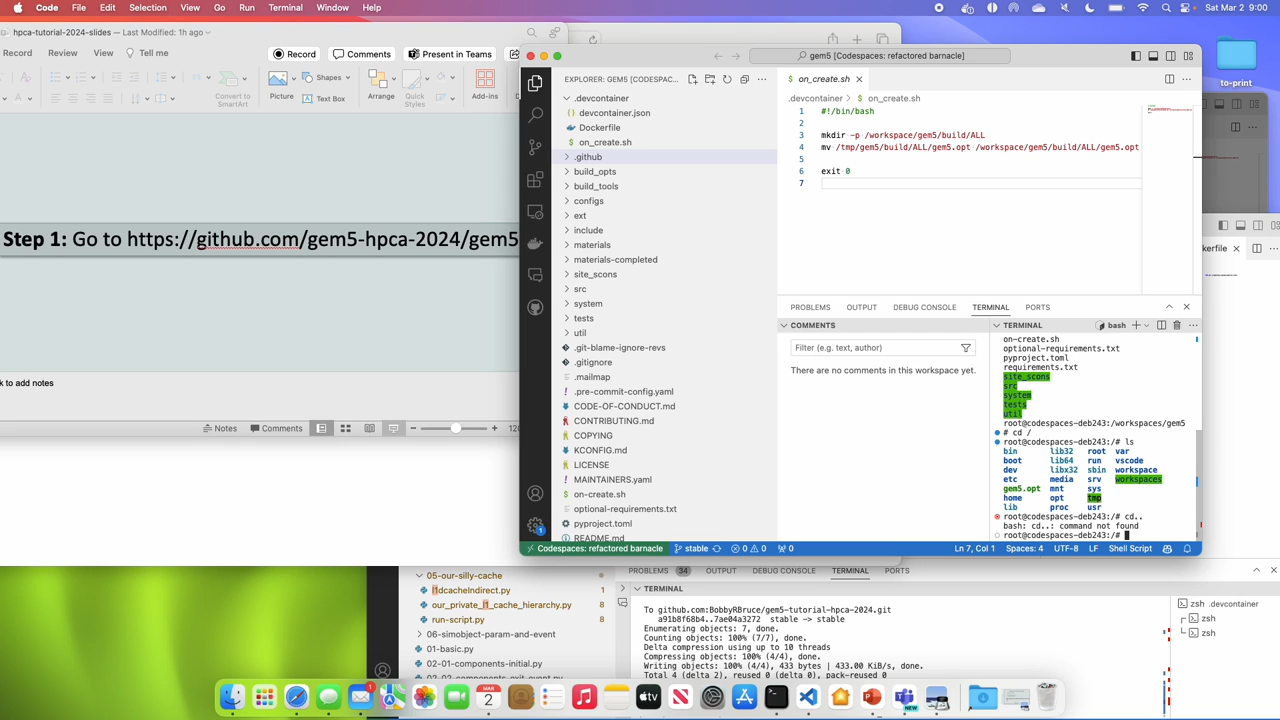 Code File Edit Selection View Go Run Terminal Window Help
hpca-tutorial-2024-slides — Last Modified: 1h ago
Record Review View Tell me
Record Comments Present in Teams
Convert to
SmartArt
Picture Shapes Text Box Arrange Quick
Styles Add-ins
Step 1: Go to https://github.com/gem5-hpca-2024/gem5
k to add notes
Notes Comments
gem5 [Codespaces: refactored barnacle]
EXPLORER: GEM5 [CODESPAC...
.devcontainer
devcontainer.json
Dockerfile
on_create.sh
.github
build_opts
build_tools
configs
ext
include
materials
materials-completed
site_scons
src
system
tests
util
.git-blame-ignore-revs
.gitignore
.mailmap
.pre-commit-config.yaml
CODE-OF-CONDUCT.md
CONTRIBUTING.md
COPYING
KCONFIG.md
LICENSE
MAINTAINERS.yaml
on-create.sh
optional-requirements.txt
pyproject.toml
README.md
on_create.sh
.devcontainer > on_create.sh
1 #!/bin/bash
2
3 mkdir -p /workspace/gem5/build/ALL
4 mv /tmp/gem5/build/ALL/gem5.opt /workspace/gem5/build/ALL/gem5.opt
5
6 exit 0
7
PROBLEMS OUTPUT DEBUG CONSOLE TERMINAL PORTS
COMMENTS
Filter (e.g. text, author)
There are no comments in this workspace yet.
TERMINAL bash
on-create.sh
optional-requirements.txt
pyproject.toml
requirements.txt
site_scons
src
system
tests
util
root@codespaces-deb243:/workspaces/gem5
# cd /
root@codespaces-deb243:/# ls
bin lib32 root var
boot lib64 run vscode
dev libx32 sbin workspace
etc media srv workspaces
gem5.opt mnt sys
home opt tmp
lib proc usr
root@codespaces-deb243:/# cd..
bash: cd..: command not found
root@codespaces-deb243:/#
Codespaces: refactored barnacle stable 0 0 0 Ln 7, Col 1 Spaces: 4 UTF-8 LF Shell Script
to-print
05-our-silly-cache
l1dcacheIndirect.py 1
our_private_l1_cache_hierarchy.py 8
run-script.py 8
06-simobject-param-and-event
01-basic.py
02-01-components-initial.py
PROBLEMS 34 OUTPUT DEBUG CONSOLE TERMINAL PORTS
TERMINAL
To github.com:BobbyRBruce/gem5-tutorial-hpca-2024.git
a91b8f68b4..7ae04a3272 stable -> stable
Enumerating objects: 7, done.
Counting objects: 100% (7/7), done.
Delta compression using up to 10 threads
Compressing objects: 100% (4/4), done.
Writing objects: 100% (4/4), 433 bytes | 433.00 KiB/s, done.
Total 4 (delta 2), reused 0 (delta 0), pack-reused 0
zsh .devcontainer
zsh
zsh
MAR
2
NEW